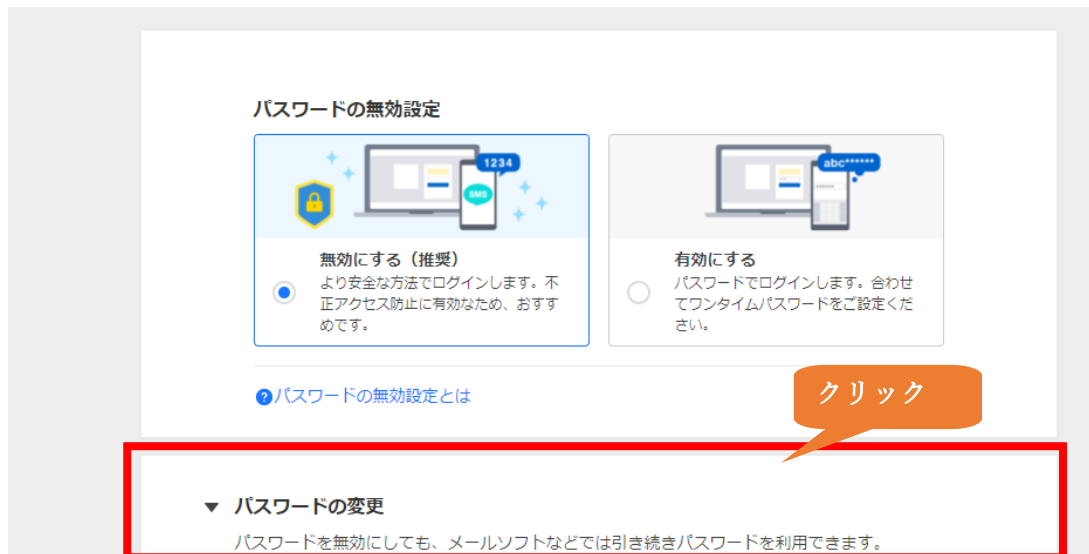 パスワードの無効設定
1234
SMS
abc******
無効にする（推奨）
より安全な方法でログインします。不
正アクセス防止に有効なため、おすす
めです。
有効にする
パスワードでログインします。合わせ
てワンタイムパスワードをご設定くだ
さい。
?パスワードの無効設定とは
クリック
▼ パスワードの変更
パスワードを無効にしても、メールソフトなどでは引き続きパスワードを利用できます。